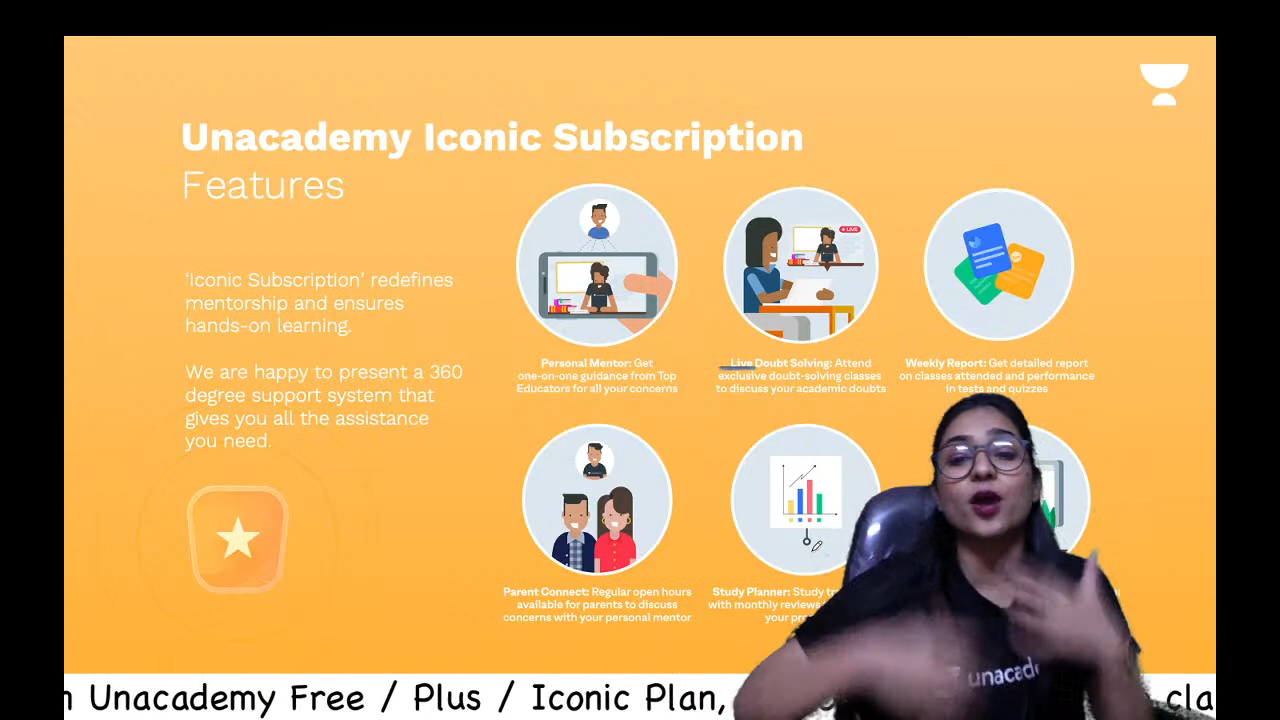 Unacademy Iconic Subscription
Features
‘Iconic Subscription’ redefines
mentorship and ensures
hands-on learning.
We are happy to present a 360
degree support system that
gives you all the assistance
you need.
LIVE
Personal Mentor: Get
one-on-one guidance from Top
Educators for all your concerns
Live Doubt Solving: Attend
exclusive doubt-solving classes
to discuss your academic doubts
Weekly Report: Get detailed report
on classes attended and performance
in tests and quizzes
Parent Connect: Regular open hours
available for parents to discuss
concerns with your personal mentor
Study Planner: Study
with monthly reviews
your
unacade
Unacademy Free / Plus / Iconic Plan,